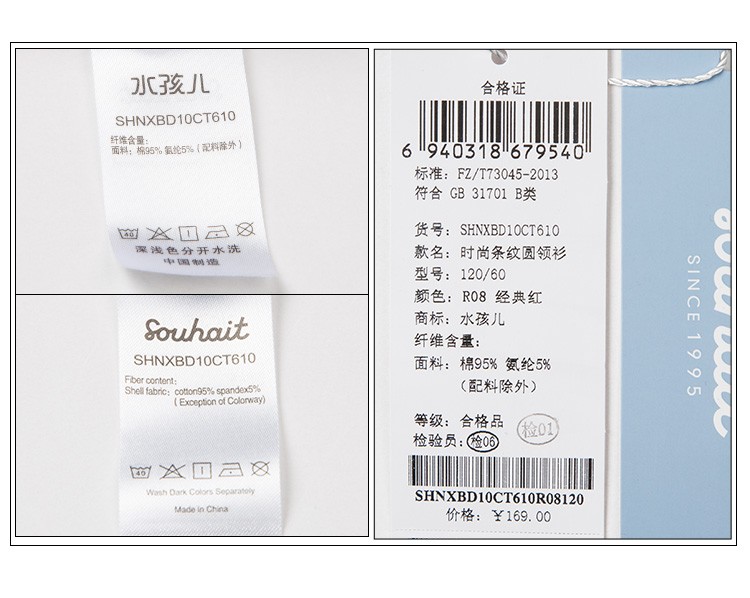 水孩儿
SHNXBD10CT610
纤维含量:
面料: 棉95% 氨纶5% (配料除外)
40
深浅色分开水洗
中国制造
Souhait
SHNXBD10CT610
Fiber content:
Shell fabric: cotton95% spandex5%
( Exception of Colorway)
40
Wash Dark Colors Separately
Made in China
合格证
6 940318 679540
标准: FZ/T73045-2013
符合 GB 31701 B类
货号: SHNXBD10CT610
款名: 时尚条纹圆领衫
型号: 120/60
颜色: R08 经典红
商标: 水孩儿
纤维含量:
面料: 棉95% 氨纶5%
(配料除外)
等级: 合格品
检验员: 检06 检01
SHNXBD10CT610R08120
价格: ¥169.00
SINCE 1995